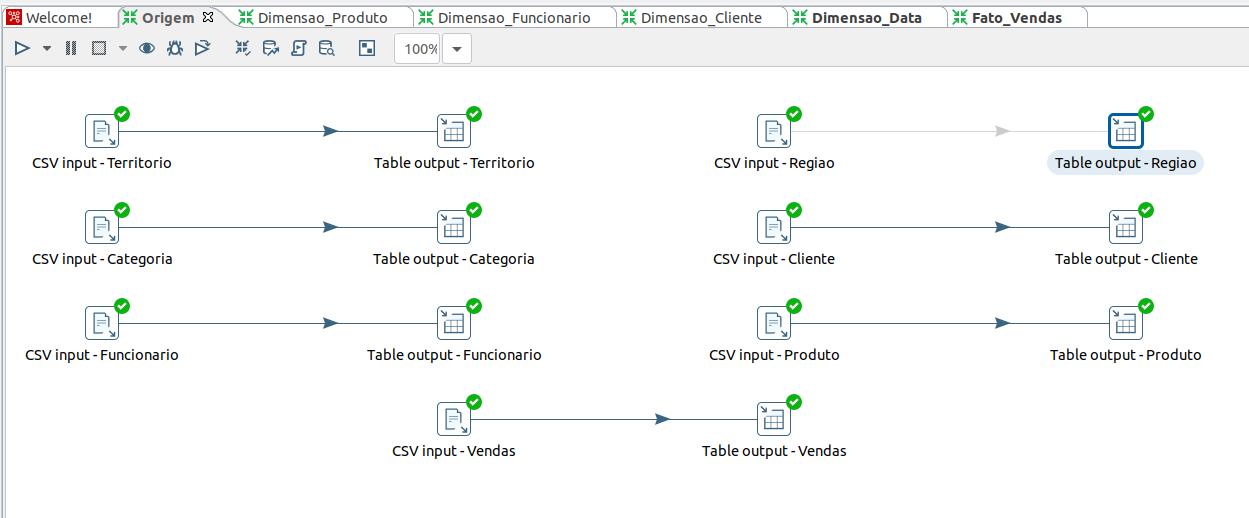 Welcome!
Origem
Dimensao_Produto
Dimensao_Funcionario
Dimensao_Cliente
Dimensao_Data
Fato_Vendas
100%
CSV input - Territorio
Table output - Territorio
CSV input - Regiao
Table output - Regiao
CSV input - Categoria
Table output - Categoria
CSV input - Cliente
Table output - Cliente
CSV input - Funcionario
Table output - Funcionario
CSV input - Produto
Table output - Produto
CSV input - Vendas
Table output - Vendas